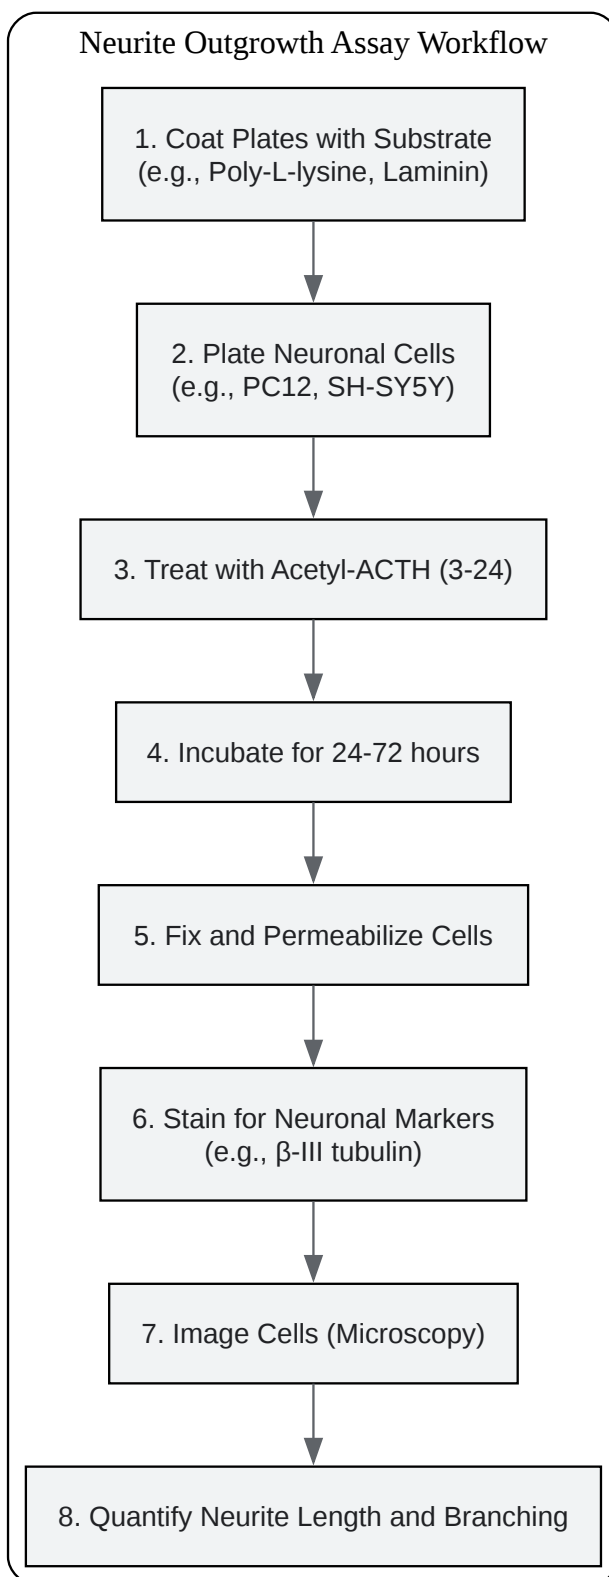 Neurite Outgrowth Assay Workflow
1. Coat Plates with Substrate
(e.g., Poly-L-lysine, Laminin)
2. Plate Neuronal Cells
(e.g., PC12, SH-SY5Y)
3. Treat with Acetyl-ACTH (3-24)
4. Incubate for 24-72 hours
5. Fix and Permeabilize Cells
6. Stain for Neuronal Markers
(e.g., β-III tubulin)
7. Image Cells (Microscopy)
8. Quantify Neurite Length and Branching